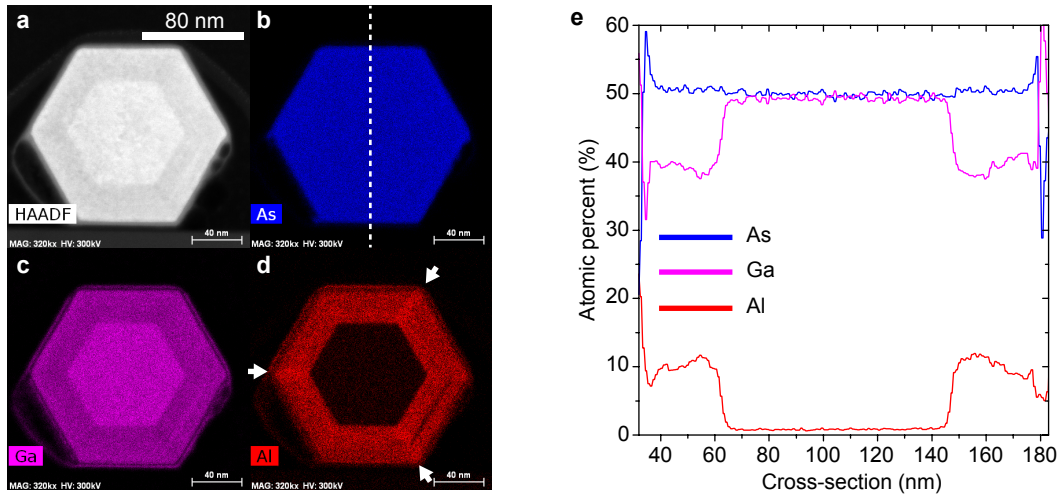 a
80 nm
HAADF
MAG: 320kx HV: 300kV
40 nm
b
As
MAG: 320kx HV: 300kV
40 nm
c
Ga
MAG: 320kx HV: 300kV
40 nm
d
Al
MAG: 320kx HV: 300kV
40 nm
e
Atomic percent (%)
60
50
40
30
20
10
0
As
Ga
Al
40 60 80 100 120 140 160 180
Cross-section (nm)